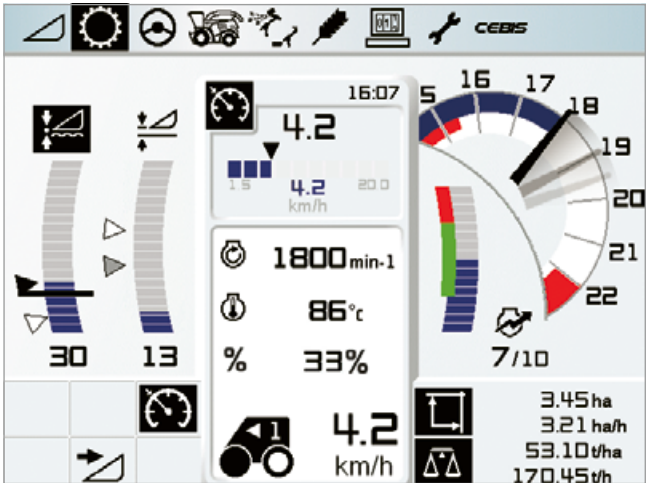 CEBIS
16:07
4.2
1.5 4.2 20.0
km/h
1800 min-1
86°c
% 33%
1 4.2
km/h
30
13
5 16 17 18 19 20 21 22
7/10
3.45 ha
3.21 ha/h
53.10 t/ha
170.45 t/h